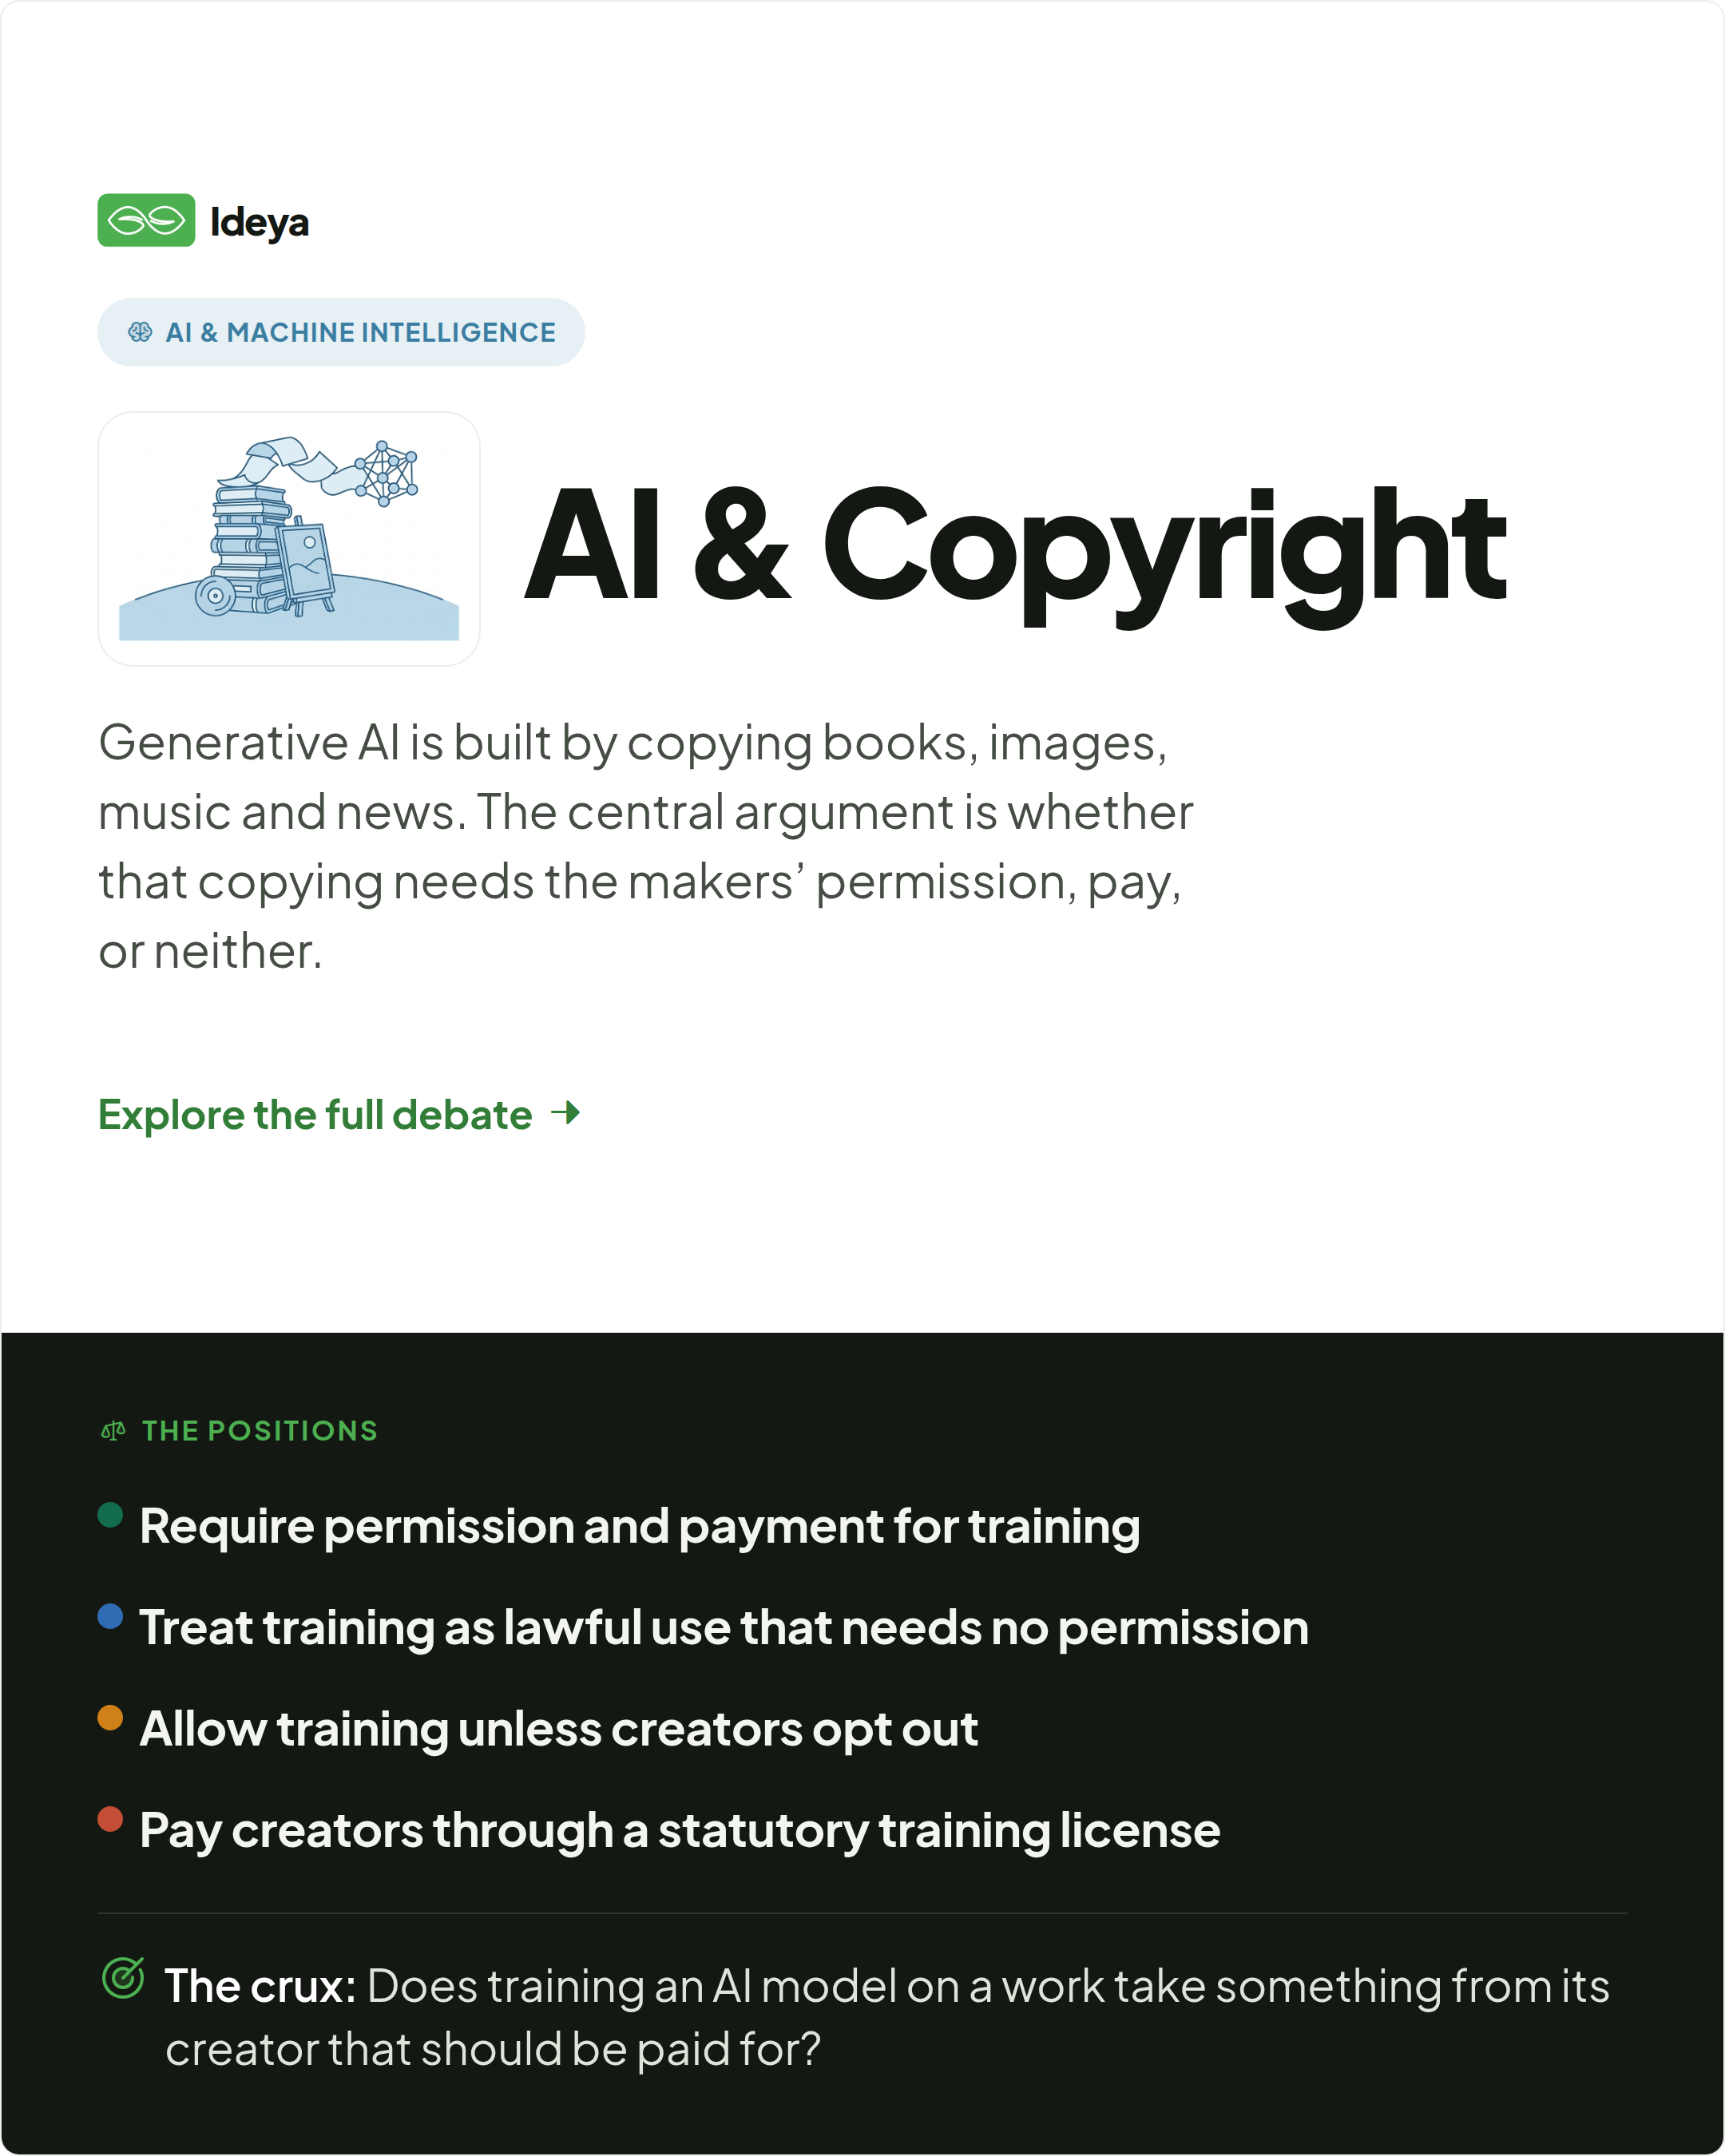 Ideya
AI & MACHINE INTELLIGENCE
AI & Copyright
Generative AI is built by copying books, images,
music and news. The central argument is whether
that copying needs the makers’ permission, pay,
or neither.
Explore the full debate
THE POSITIONS
Require permission and payment for training
Treat training as lawful use that needs no permission
Allow training unless creators opt out
Pay creators through a statutory training license
The crux: Does training an AI model on a work take something from its
creator that should be paid for?